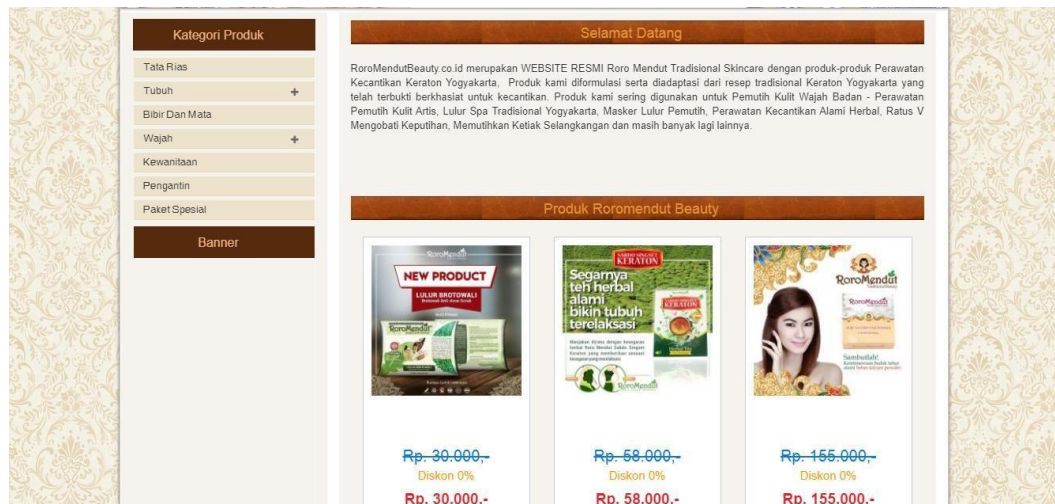 Kategori Produk
Tata Rias
Tubuh +
Bibir Dan Mata
Wajah +
Kewanitaan
Pengantin
Paket Spesial
Banner
Selamat Datang
RoroMendutBeauty.co.id merupakan WEBSITE RESMI Roro Mendut Tradisional Skincare dengan produk-produk Perawatan
Kecantikan Keraton Yogyakarta, Produk kami diformulasi serta diadaptasi dari resep tradisional Keraton Yogyakarta yang
telah terbukti berkhasiat untuk kecantikan. Produk kami sering digunakan untuk Pemutih Kulit Wajah Badan - Perawatan
Pemutih Kulit Artis, Lulur Spa Tradisional Yogyakarta, Masker Lulur Pemutih, Perawatan Kecantikan Alami Herbal, Ratus V
Mengobati Keputihan, Memutihkan Ketiak Selangkangan dan masih banyak lagi lainnya.
Produk Roromendut Beauty
RoroMendut
NEW PRODUCT
LULUR BROTOWALI
RoroMendut
Rp. 30.000,-
Diskon 0%
Rp. 30.000,-
KERATON
Segarnya
teh herbal
alami
bikin tubuh
terelaksasi
KERATON
RoroMendut
Rp. 58.000,-
Diskon 0%
Rp. 58.000,-
RoroMendut
RoroMendut
Sambutlah!
Rp. 155.000,-
Diskon 0%
Rp. 155.000,-